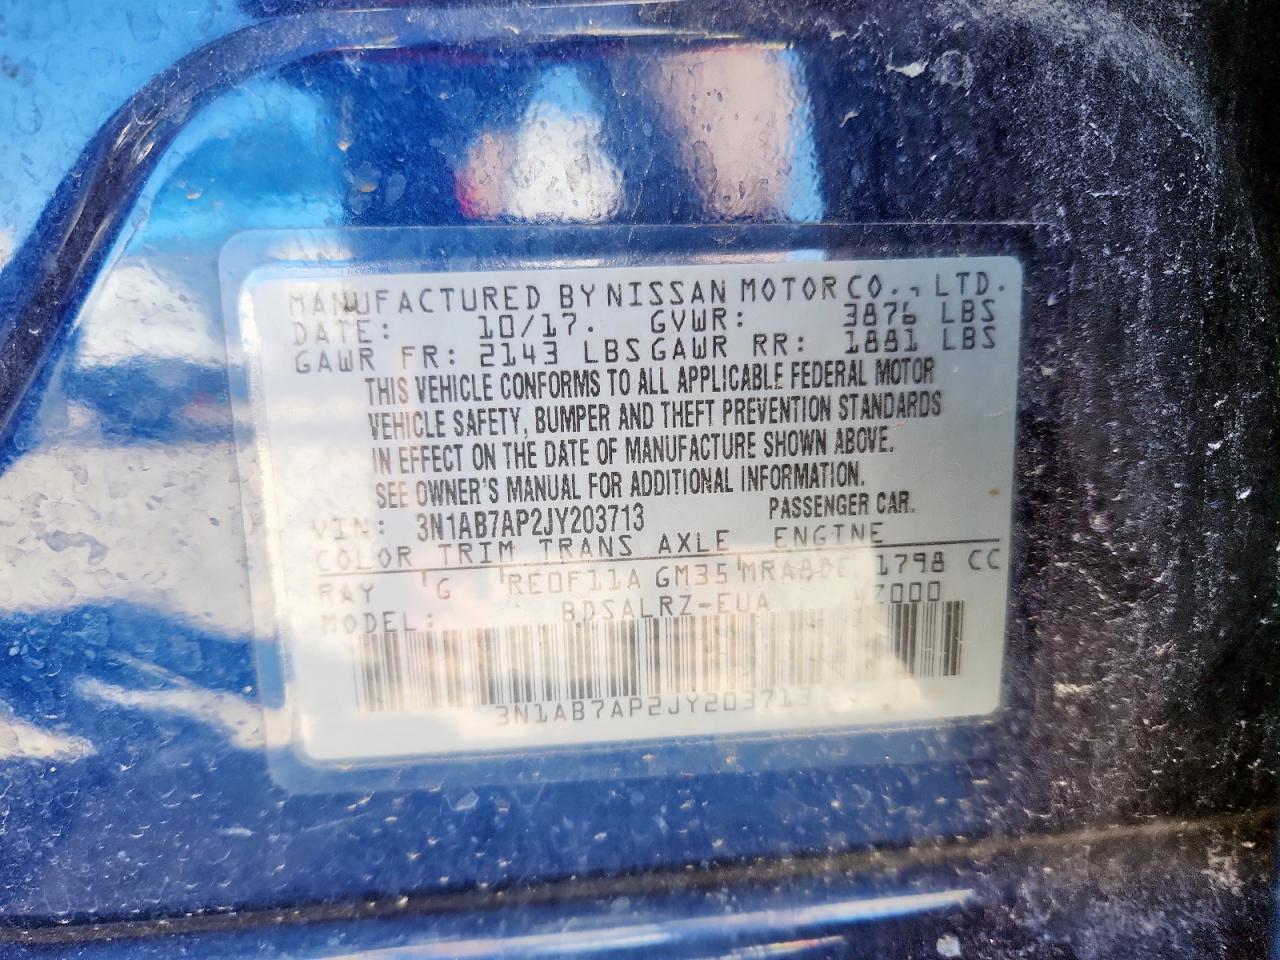 MANUFACTURED BY NISSAN MOTOR CO., LTD.
DATE: 10/17. GVWR: 3876 LBS
GAWR FR: 2143 LBS GAWR RR: 1881 LBS
THIS VEHICLE CONFORMS TO ALL APPLICABLE FEDERAL MOTOR
VEHICLE SAFETY, BUMPER AND THEFT PREVENTION STANDARDS
IN EFFECT ON THE DATE OF MANUFACTURE SHOWN ABOVE.
SEE OWNER'S MANUAL FOR ADDITIONAL INFORMATION.
VIN: 3N1AB7AP2JY203713 PASSENGER CAR.
COLOR TRIM TRANS AXLE ENGINE
RAY G RE0F11A GM35 MRA8DE 1798 CC
MODEL: BDSALRZ-EUA
3N1AB7AP2JY203713